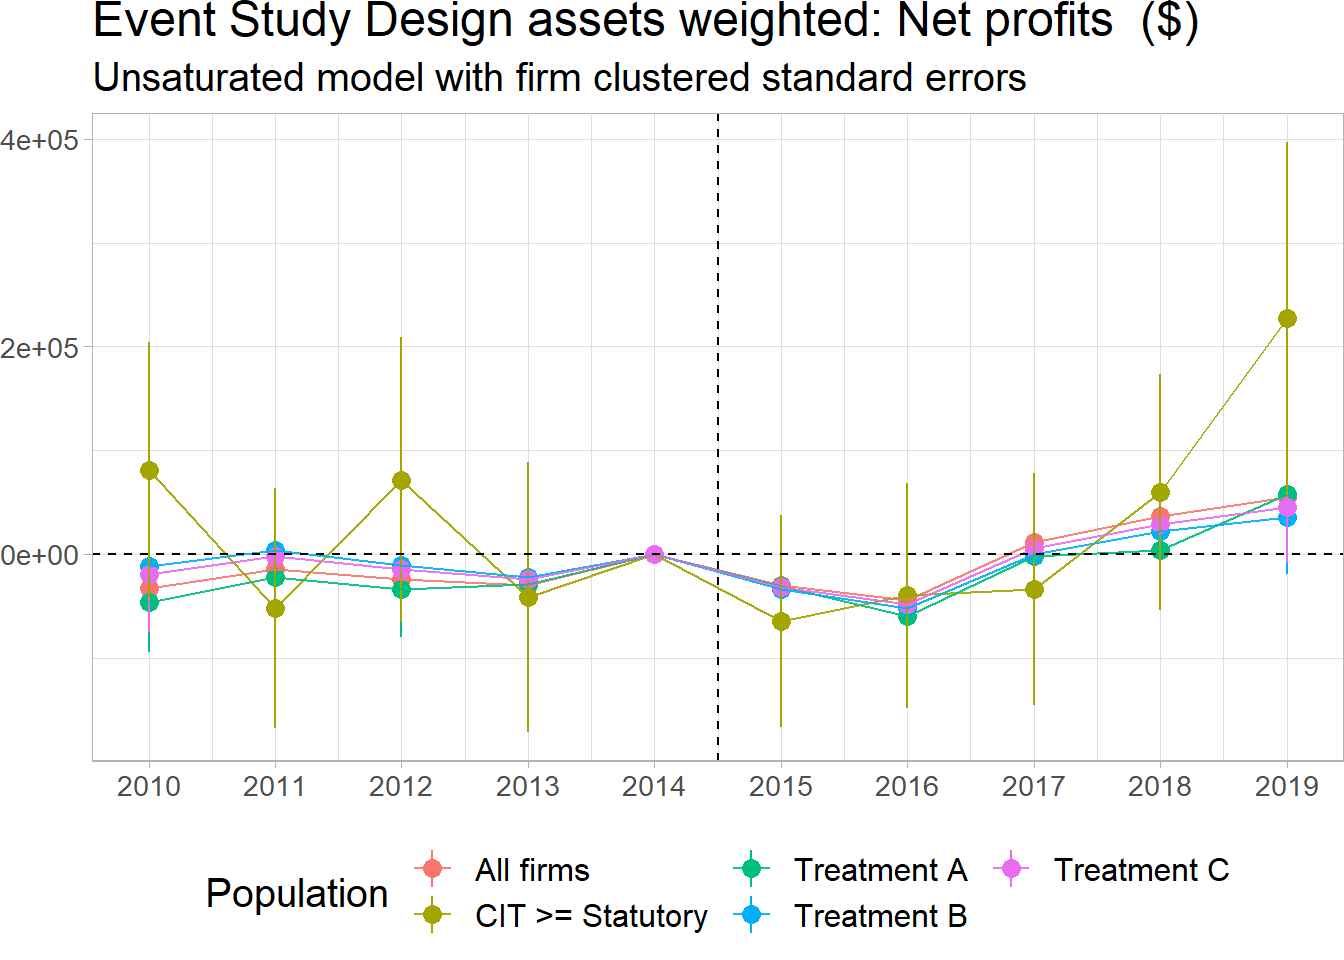 Event Study Design assets weighted: Net profits ($)
Unsaturated model with firm clustered standard errors
4e+05
2e+05
0e+00
2010 2011 2012 2013 2014 2015 2016 2017 2018 2019
Population
All firms
CIT >= Statutory
Treatment A
Treatment B
Treatment C